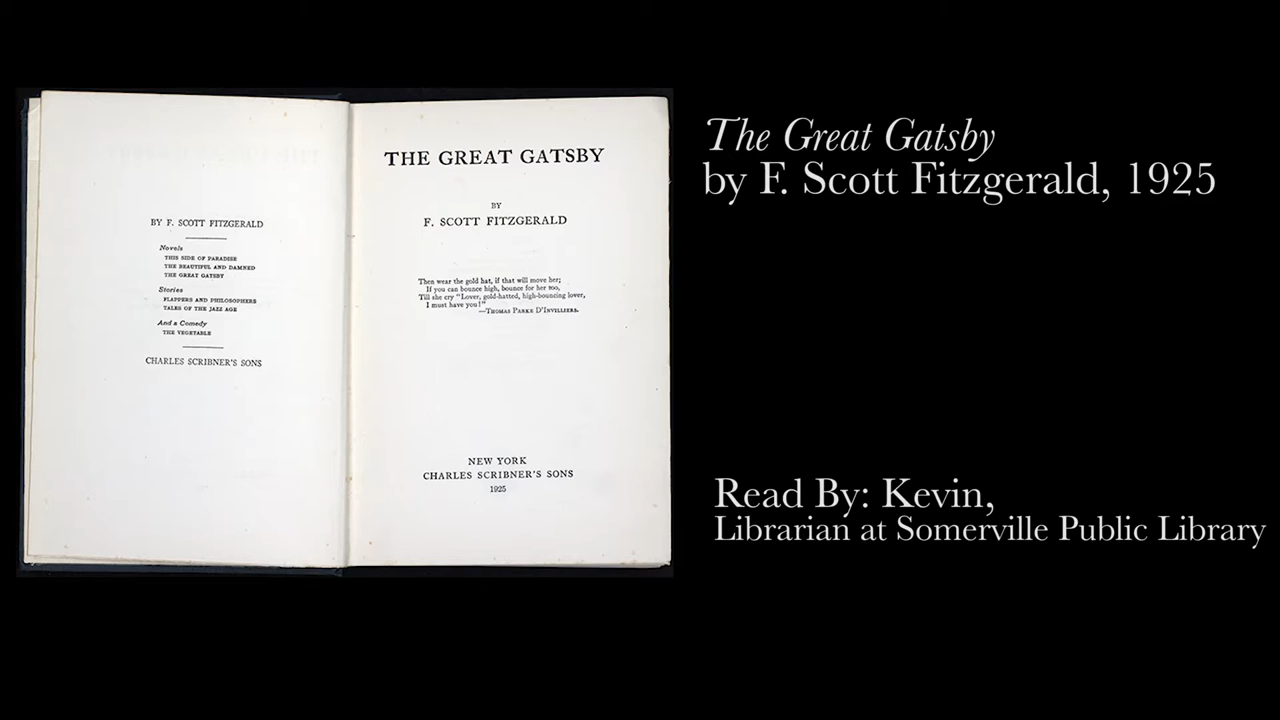 BY F. SCOTT FITZGERALD
Novels
THIS SIDE OF PARADISE
THE BEAUTIFUL AND DAMNED
THE GREAT GATSBY
Stories
FLAPPERS AND PHILOSOPHERS
TALES OF THE JAZZ AGE
And a Comedy
THE VEGETABLE
CHARLES SCRIBNER'S SONS
THE GREAT GATSBY
BY
F. SCOTT FITZGERALD
Then wear the gold hat, if that will move her;
If you can bounce high, bounce for her too,
Till she cry "Lover, gold-hatted, high-bouncing lover,
I must have you!"
—THOMAS PARKE D'INVILLIERS.
NEW YORK
CHARLES SCRIBNER'S SONS
1925
The Great Gatsby
by F. Scott Fitzgerald, 1925
Read By: Kevin,
Librarian at Somerville Public Library